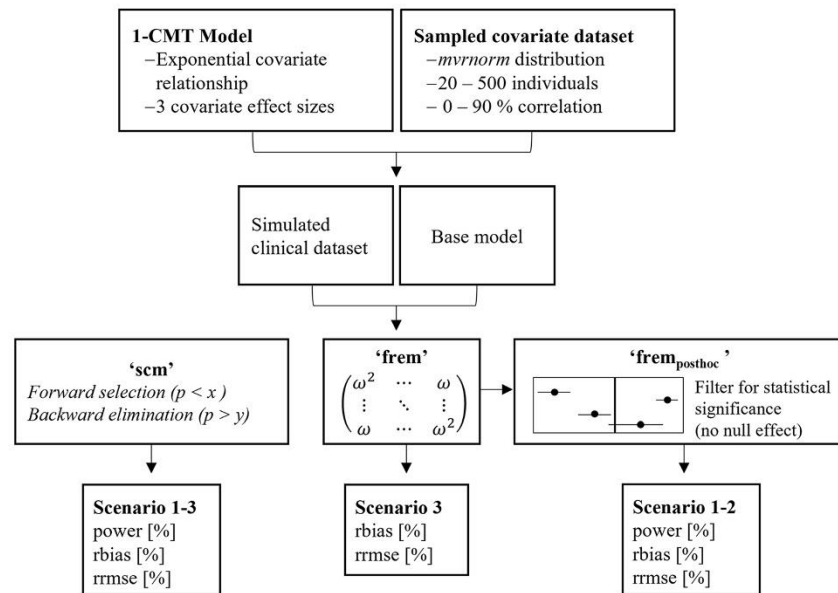 1-CMT Model
–Exponential covariate
relationship
–3 covariate effect sizes
Sampled covariate dataset
–mvrnorm distribution
–20 – 500 individuals
– 0 – 90 % correlation
Simulated
clinical dataset
Base model
‘scm’
Forward selection (p < x )
Backward elimination (p > y)
‘frem’
ω² ⋯ ω
⋮ ⋱ ⋮
ω ⋯ ω²
‘frem_posthoc ’
Filter for statistical
significance
(no null effect)
Scenario 1-3
power [%]
rbias [%]
rrmse [%]
Scenario 3
rbias [%]
rrmse [%]
Scenario 1-2
power [%]
rbias [%]
rrmse [%]